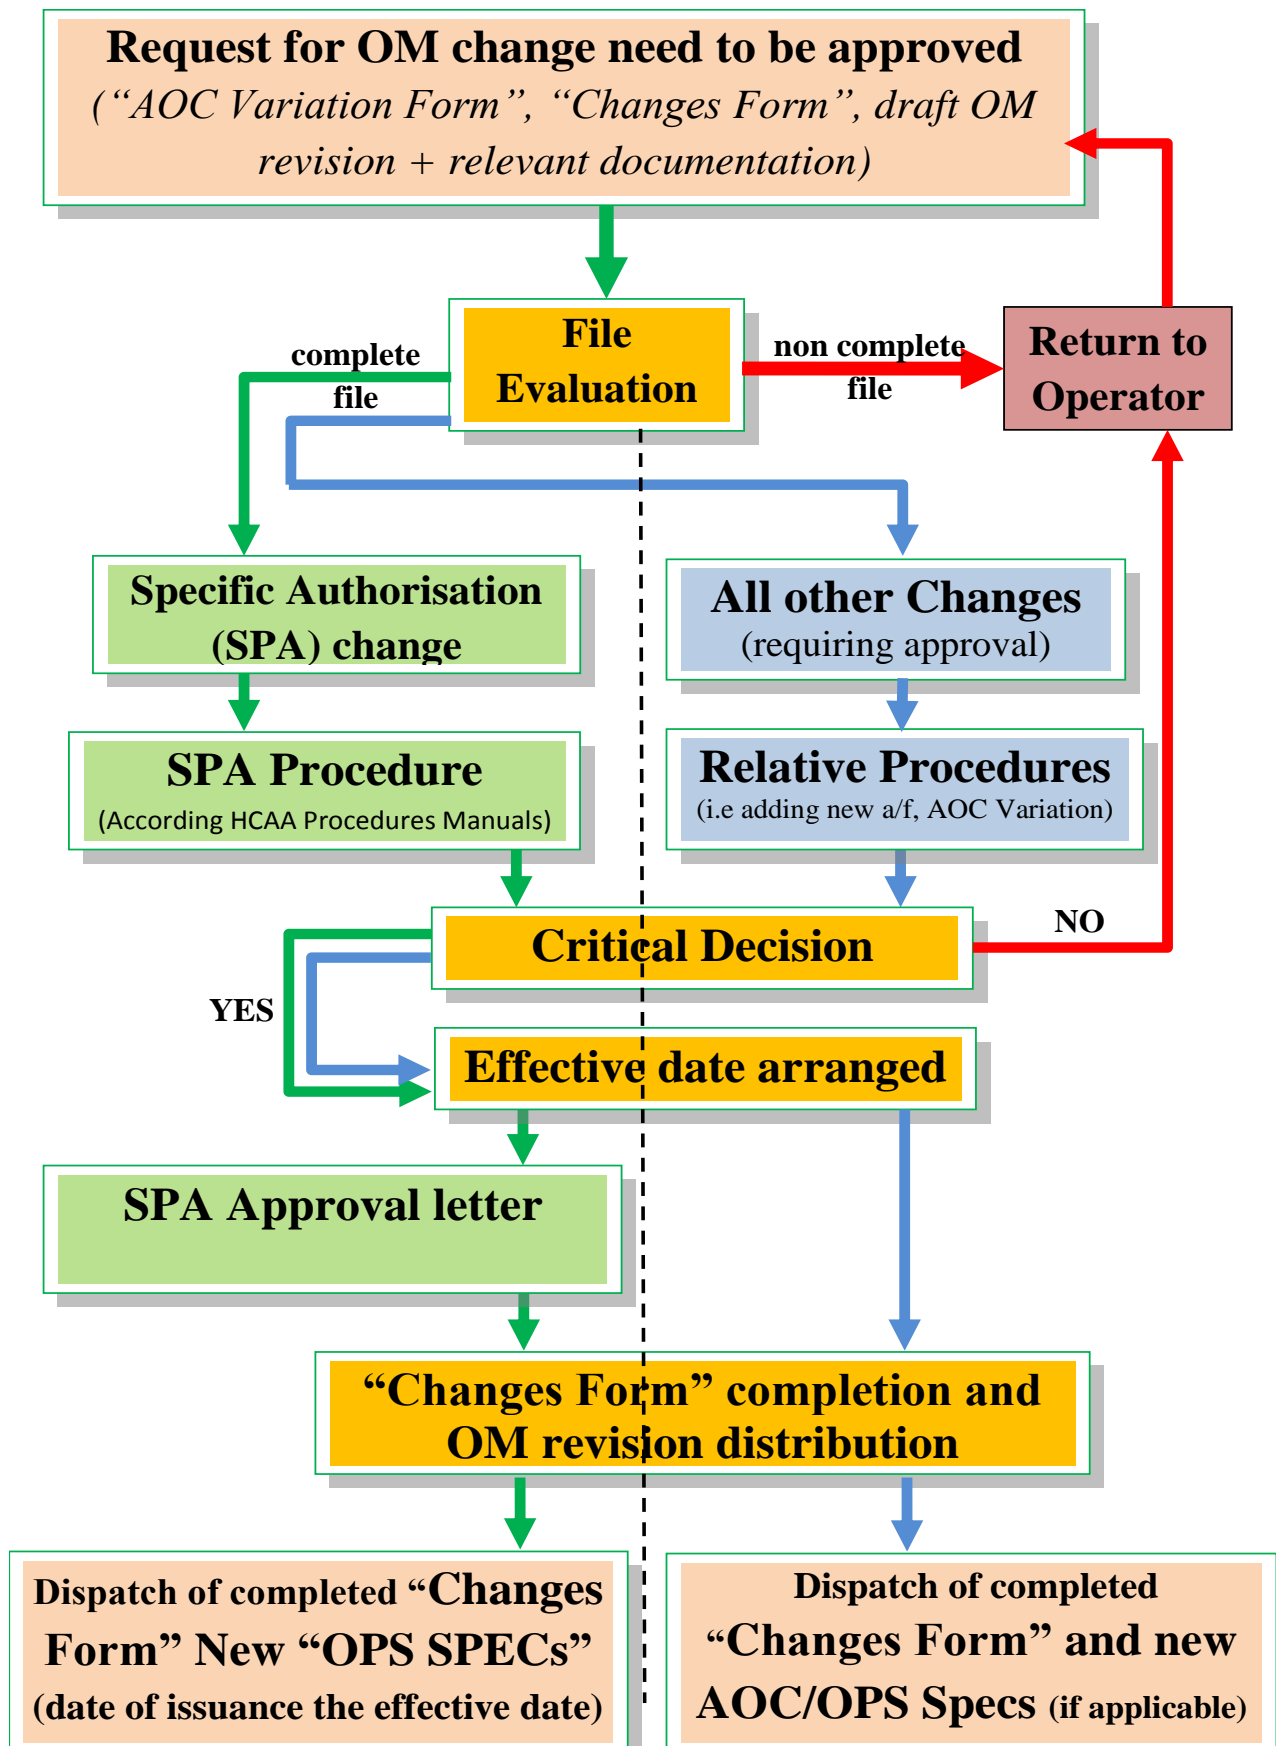 Request for OM change need to be approved
(“AOC Variation Form”, “Changes Form”, draft OM
revision + relevant documentation)
File
Evaluation
complete
file
non complete
file
Return to
Operator
Specific Authorisation
(SPA) change
All other Changes
(requiring approval)
SPA Procedure
(According HCAA Procedures Manuals)
Relative Procedures
(i.e adding new a/f, AOC Variation)
Critical Decision
NO
YES
Effective date arranged
SPA Approval letter
“Changes Form” completion and
OM revision distribution
Dispatch of completed “Changes
Form” New “OPS SPECs”
(date of issuance the effective date)
Dispatch of completed
“Changes Form” and new
AOC/OPS Specs (if applicable)